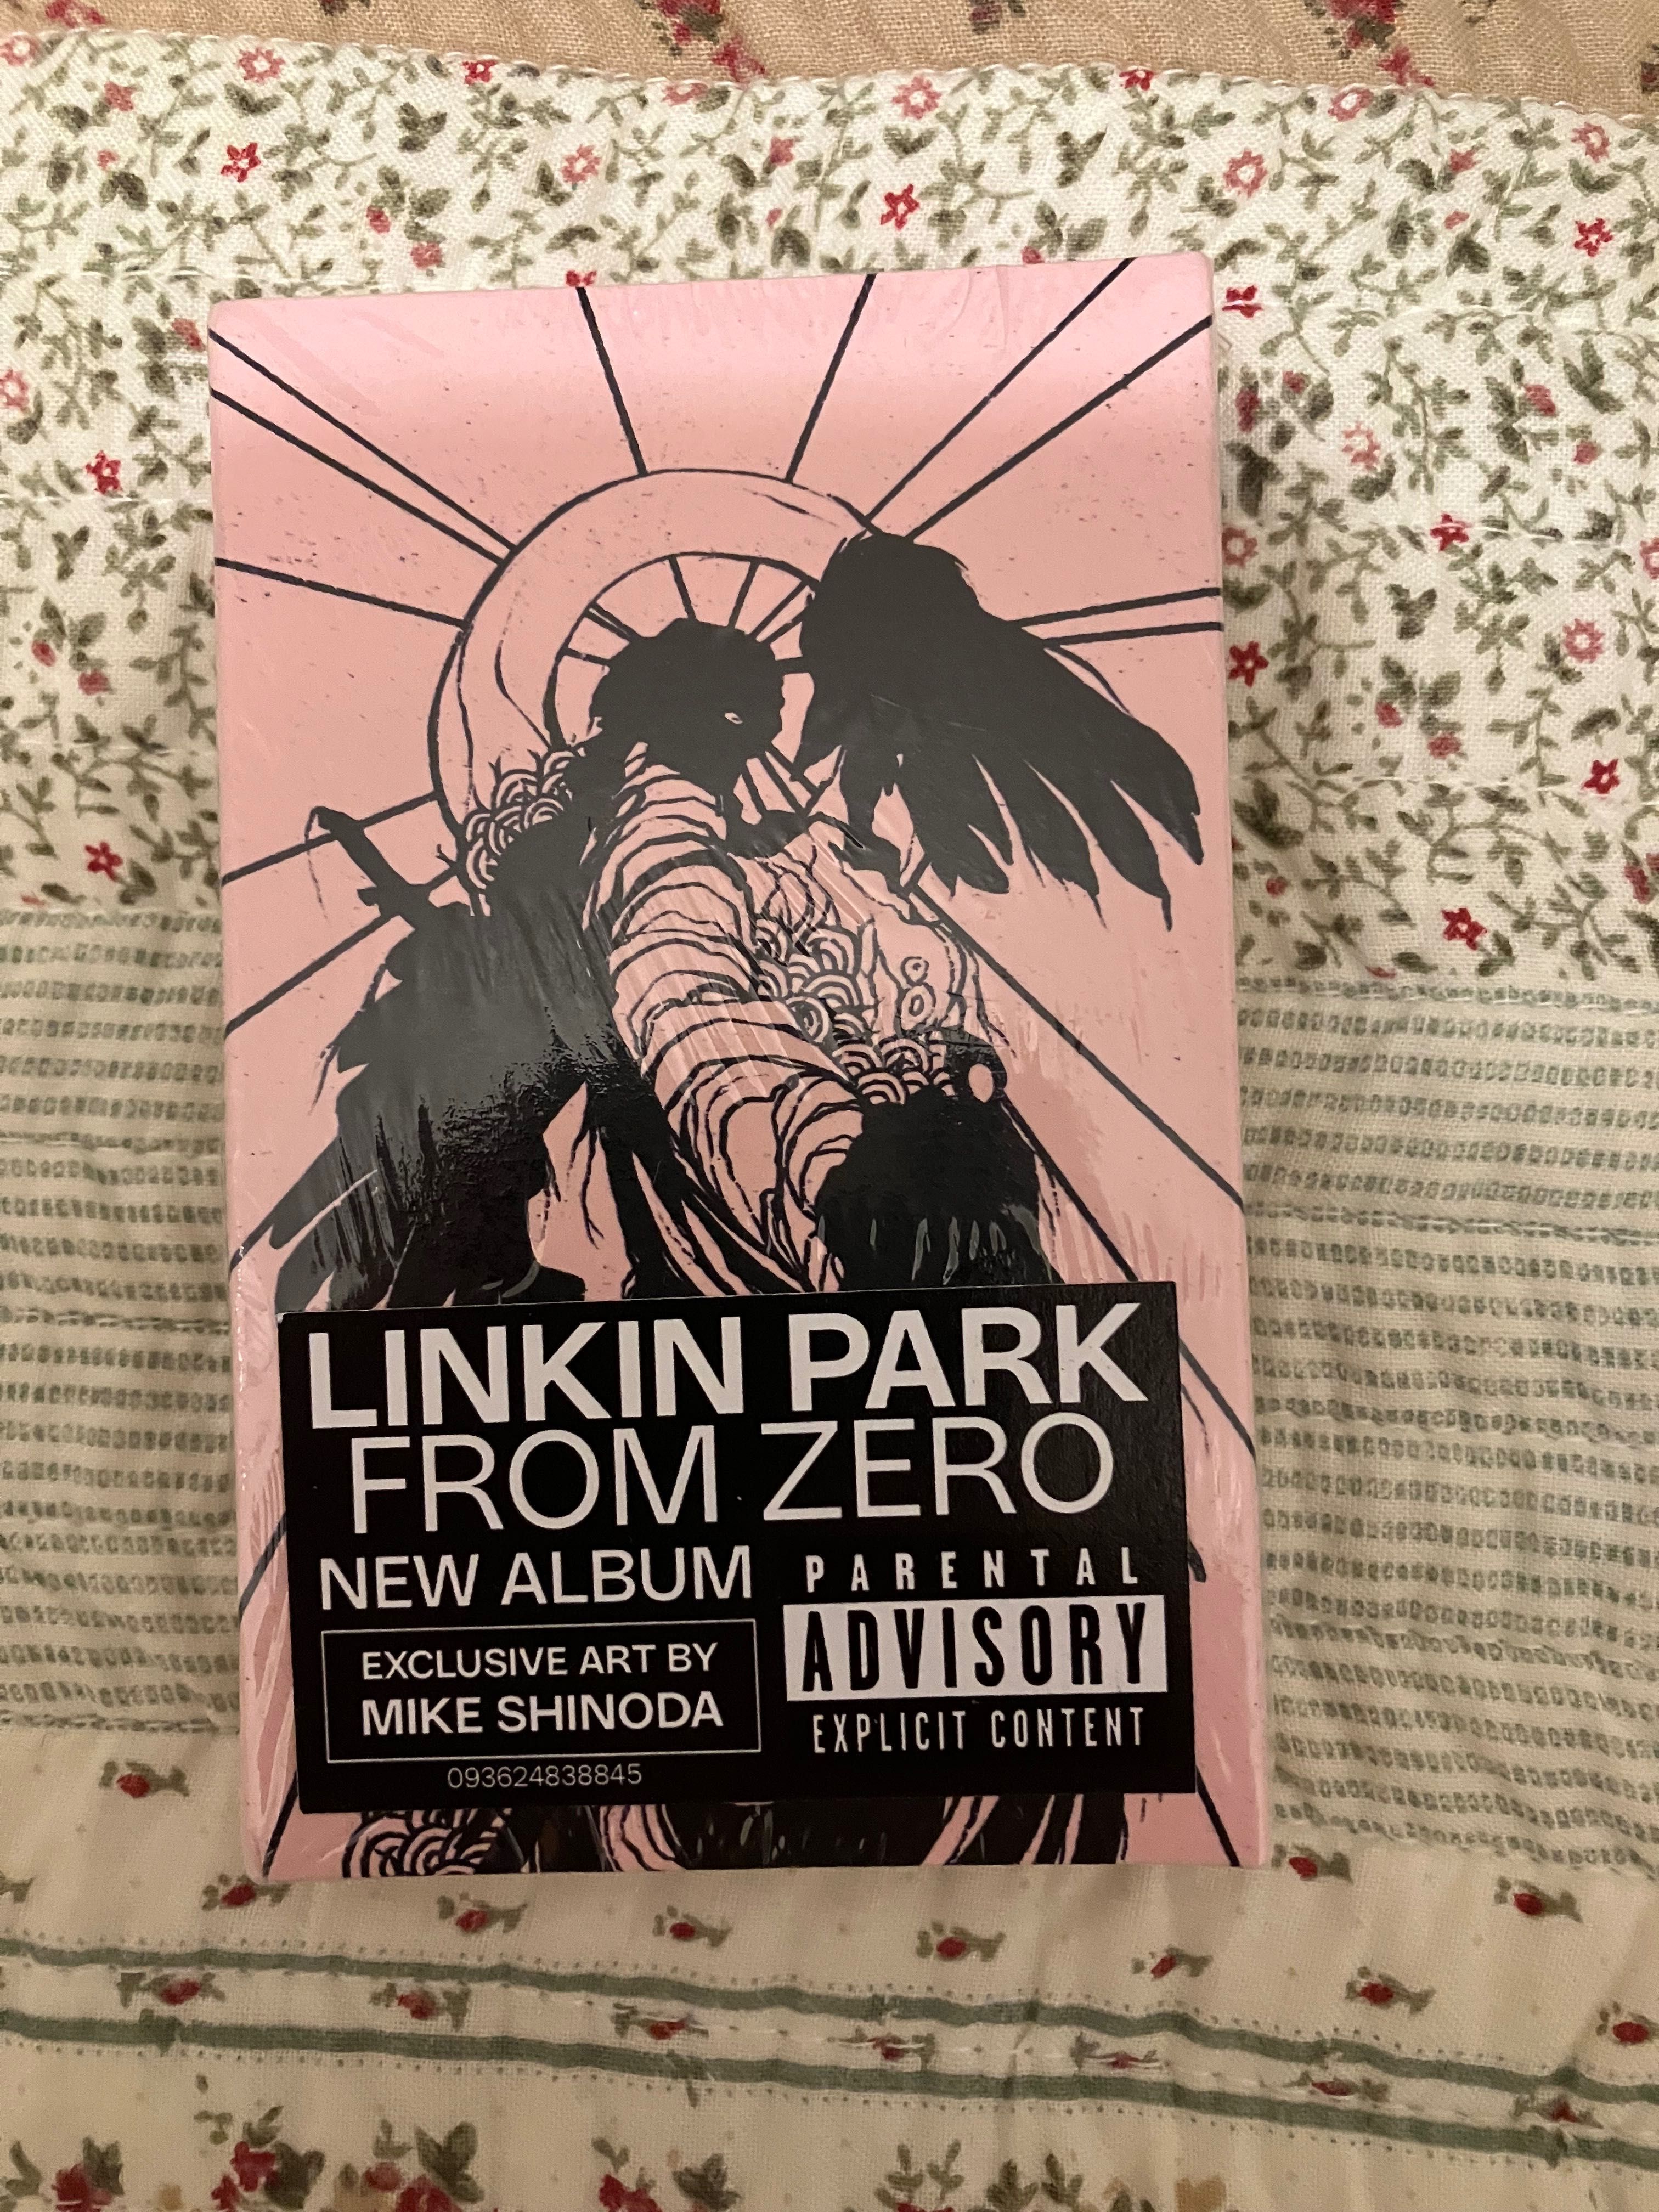 LINKIN PARK
FROM ZERO
NEW ALBUM
EXCLUSIVE ART BY
MIKE SHINODA
093624838845
PARENTAL
ADVISORY
EXPLICIT CONTENT